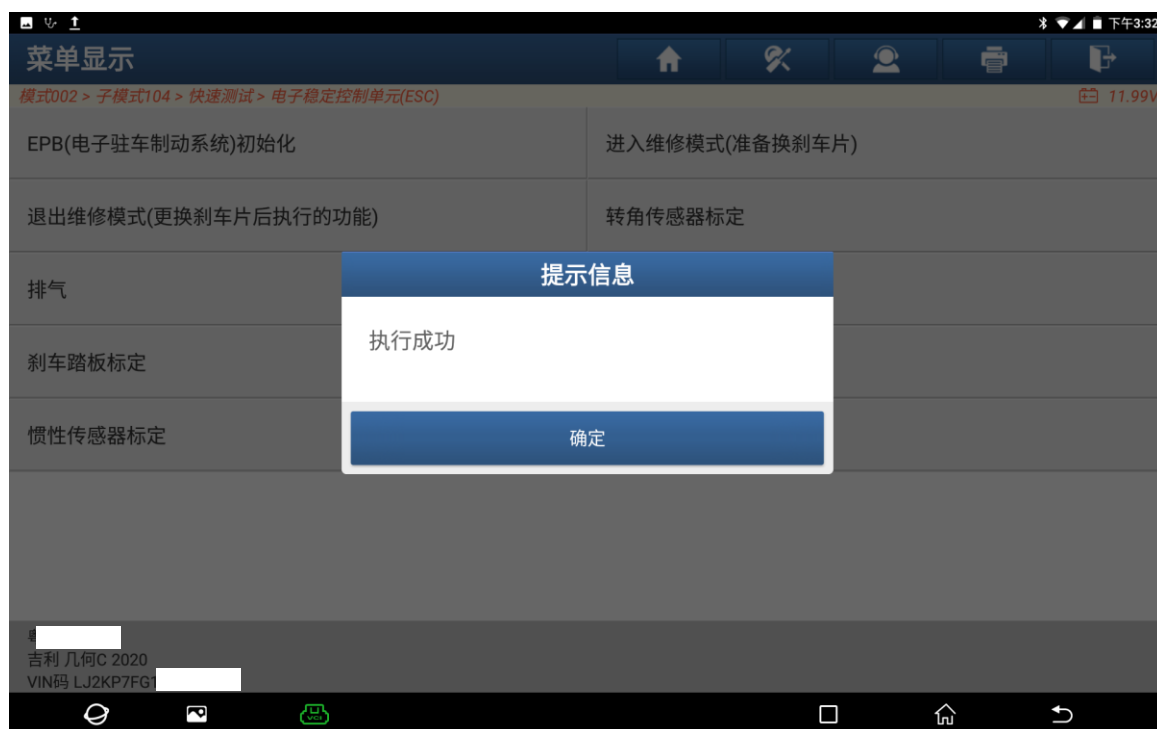 下午3:32
菜单显示
模式002 > 子模式104 > 快速测试 > 电子稳定控制单元(ESC)
11.99V
EPB(电子驻车制动系统)初始化
进入维修模式(准备换刹车片)
退出维修模式(更换刹车片后执行的功能)
转角传感器标定
提示信息
排气
执行成功
刹车踏板标定
惯性传感器标定
确定
吉利 几何C 2020
VIN码 LJ2KP7FG1
VCI